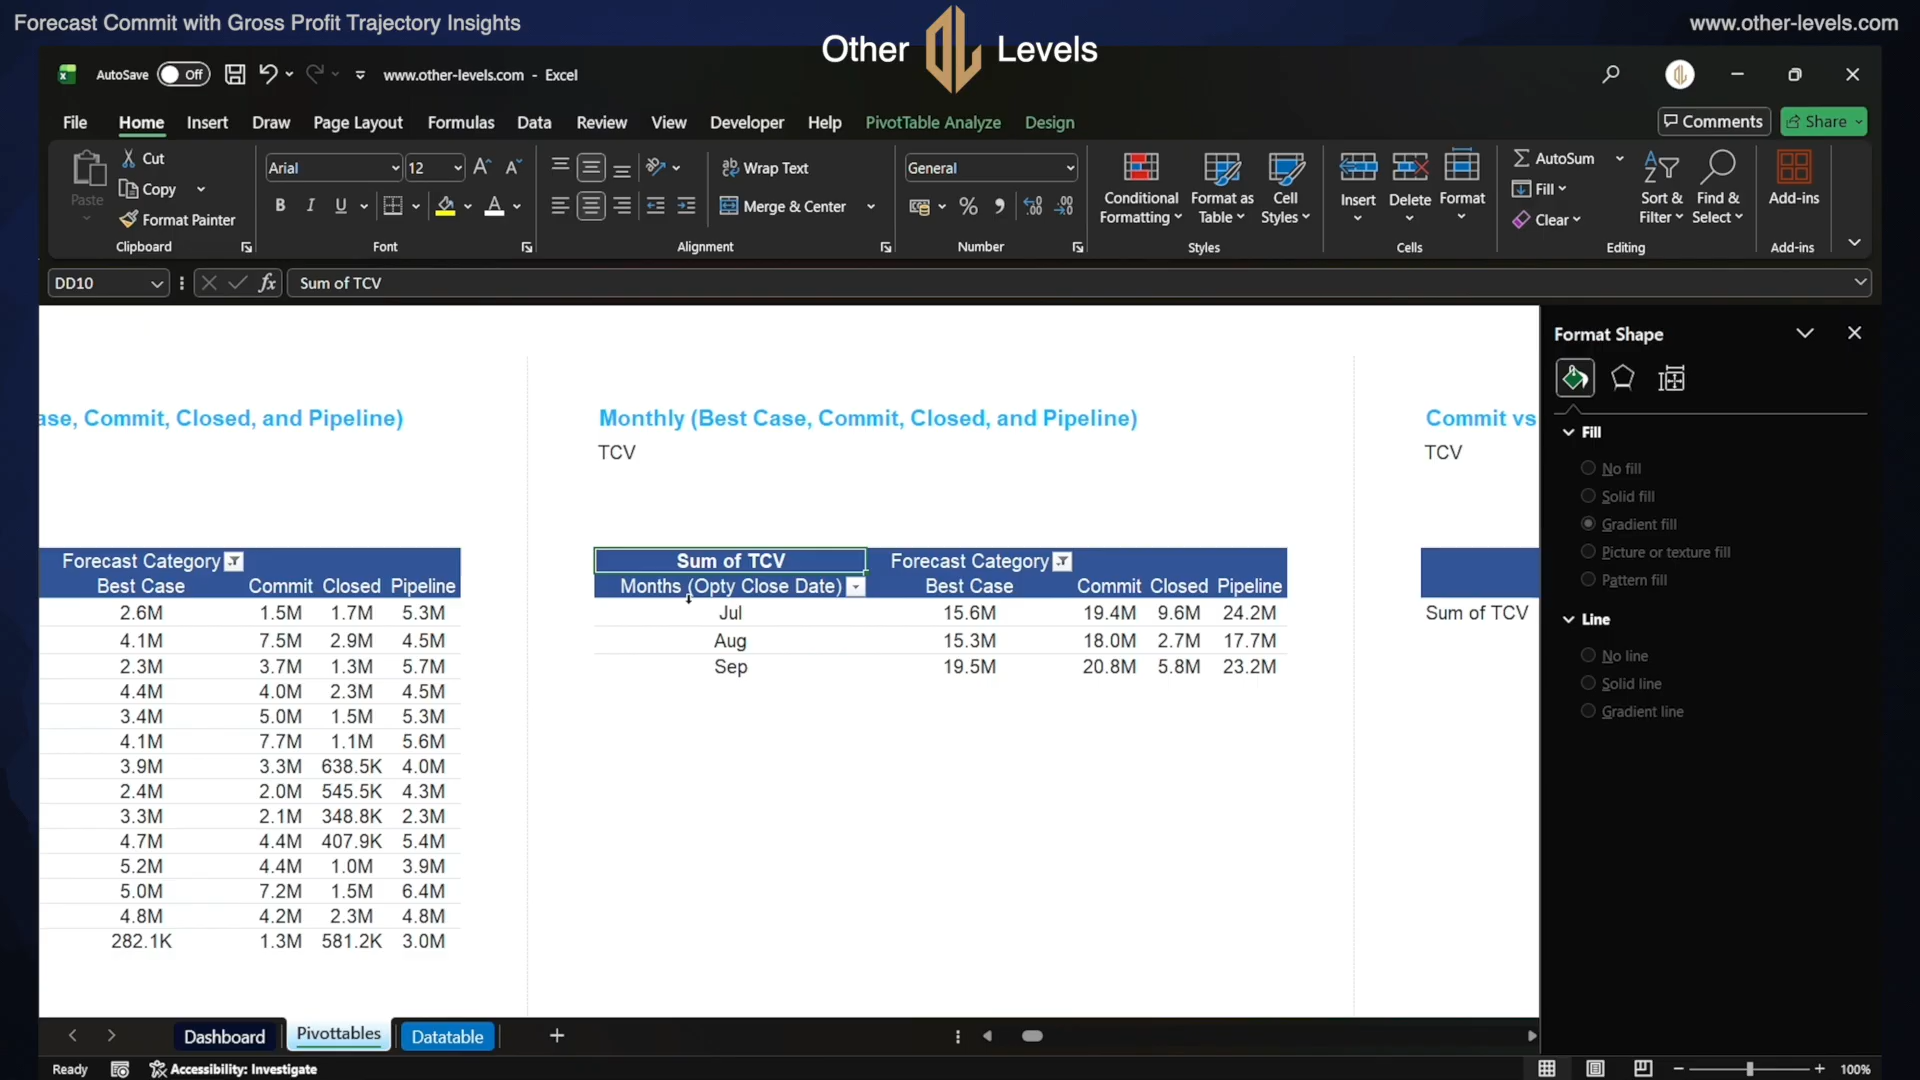 Forecast Commit with Gross Profit Trajectory Insights
Other Levels
www.other-levels.com
AutoSave Off
www.other-levels.com - Excel
File Home Insert Draw Page Layout Formulas Data Review View Developer Help PivotTable Analyze Design
Comments Share
Paste
Cut
Copy
Format Painter
Clipboard
Arial 12
B I U
Font
Wrap Text
Merge & Center
Alignment
General
Number
Conditional Formatting
Format as Table
Cell Styles
Styles
Insert Delete Format
Cells
AutoSum
Fill
Clear
Sort & Filter
Find & Select
Editing
Add-ins
Add-ins
DD10
fx
Sum of TCV
ase, Commit, Closed, and Pipeline)
Forecast Category
Best Case Commit Closed Pipeline
2.6M 1.5M 1.7M 5.3M
4.1M 7.5M 2.9M 4.5M
2.3M 3.7M 1.3M 5.7M
4.4M 4.0M 2.3M 4.5M
3.4M 5.0M 1.5M 5.3M
4.1M 7.7M 1.1M 5.6M
3.9M 3.3M 638.5K 4.0M
2.4M 2.0M 545.5K 4.3M
3.3M 2.1M 348.8K 2.3M
4.7M 4.4M 407.9K 5.4M
5.2M 4.4M 1.0M 3.9M
5.0M 7.2M 1.5M 6.4M
4.8M 4.2M 2.3M 4.8M
282.1K 1.3M 581.2K 3.0M
Monthly (Best Case, Commit, Closed, and Pipeline)
TCV
Sum of TCV Forecast Category
Months (Opty Close Date) Best Case Commit Closed Pipeline
Jul 15.6M 19.4M 9.6M 24.2M
Aug 15.3M 18.0M 2.7M 17.7M
Sep 19.5M 20.8M 5.8M 23.2M
Commit vs
TCV
Sum of TCV
Format Shape
Fill
No fill
Solid fill
Gradient fill
Picture or texture fill
Pattern fill
Line
No line
Solid line
Gradient line
Dashboard Pivottables Datatable
Ready Accessibility: Investigate
100%